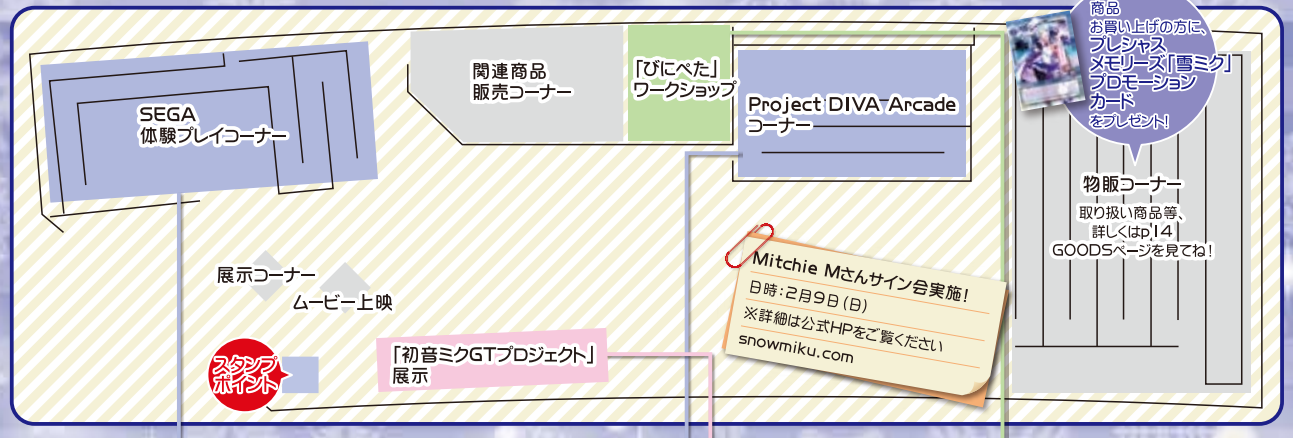 SEGA
体験プレイコーナー
関連商品
販売コーナー
「びにぺた」
ワークショップ
Project DIVA Arcade
コーナー
商品
お買い上げの方に、
プレシャス
メモリーズ「雪ミク」
プロモーション
カード
をプレゼント!
物販コーナー
取り扱い商品等、
詳しくはp14
GOODSページを見てね!
展示コーナー
ムービー上映
スタンプ
ポイント
「初音ミクGTプロジェクト」
展示
Mitchie Mさんサイン会実施!
日時:2月9日(日)
※詳細は公式HPをご覧ください
snowmiku.com